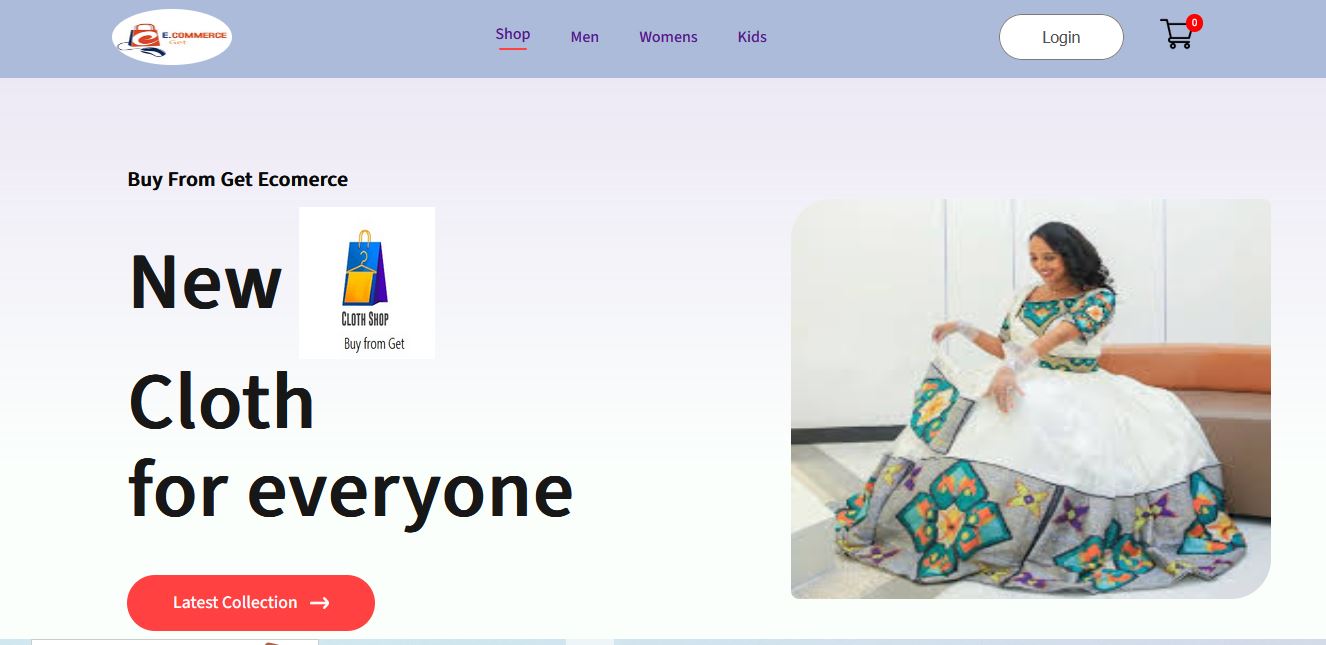 E.COMMERCE
Get
Shop
Men
Womens
Kids
Login
0
Buy From Get Ecomerce
New
CLOTH SHOP
Buy from Get
Cloth
for everyone
Latest Collection